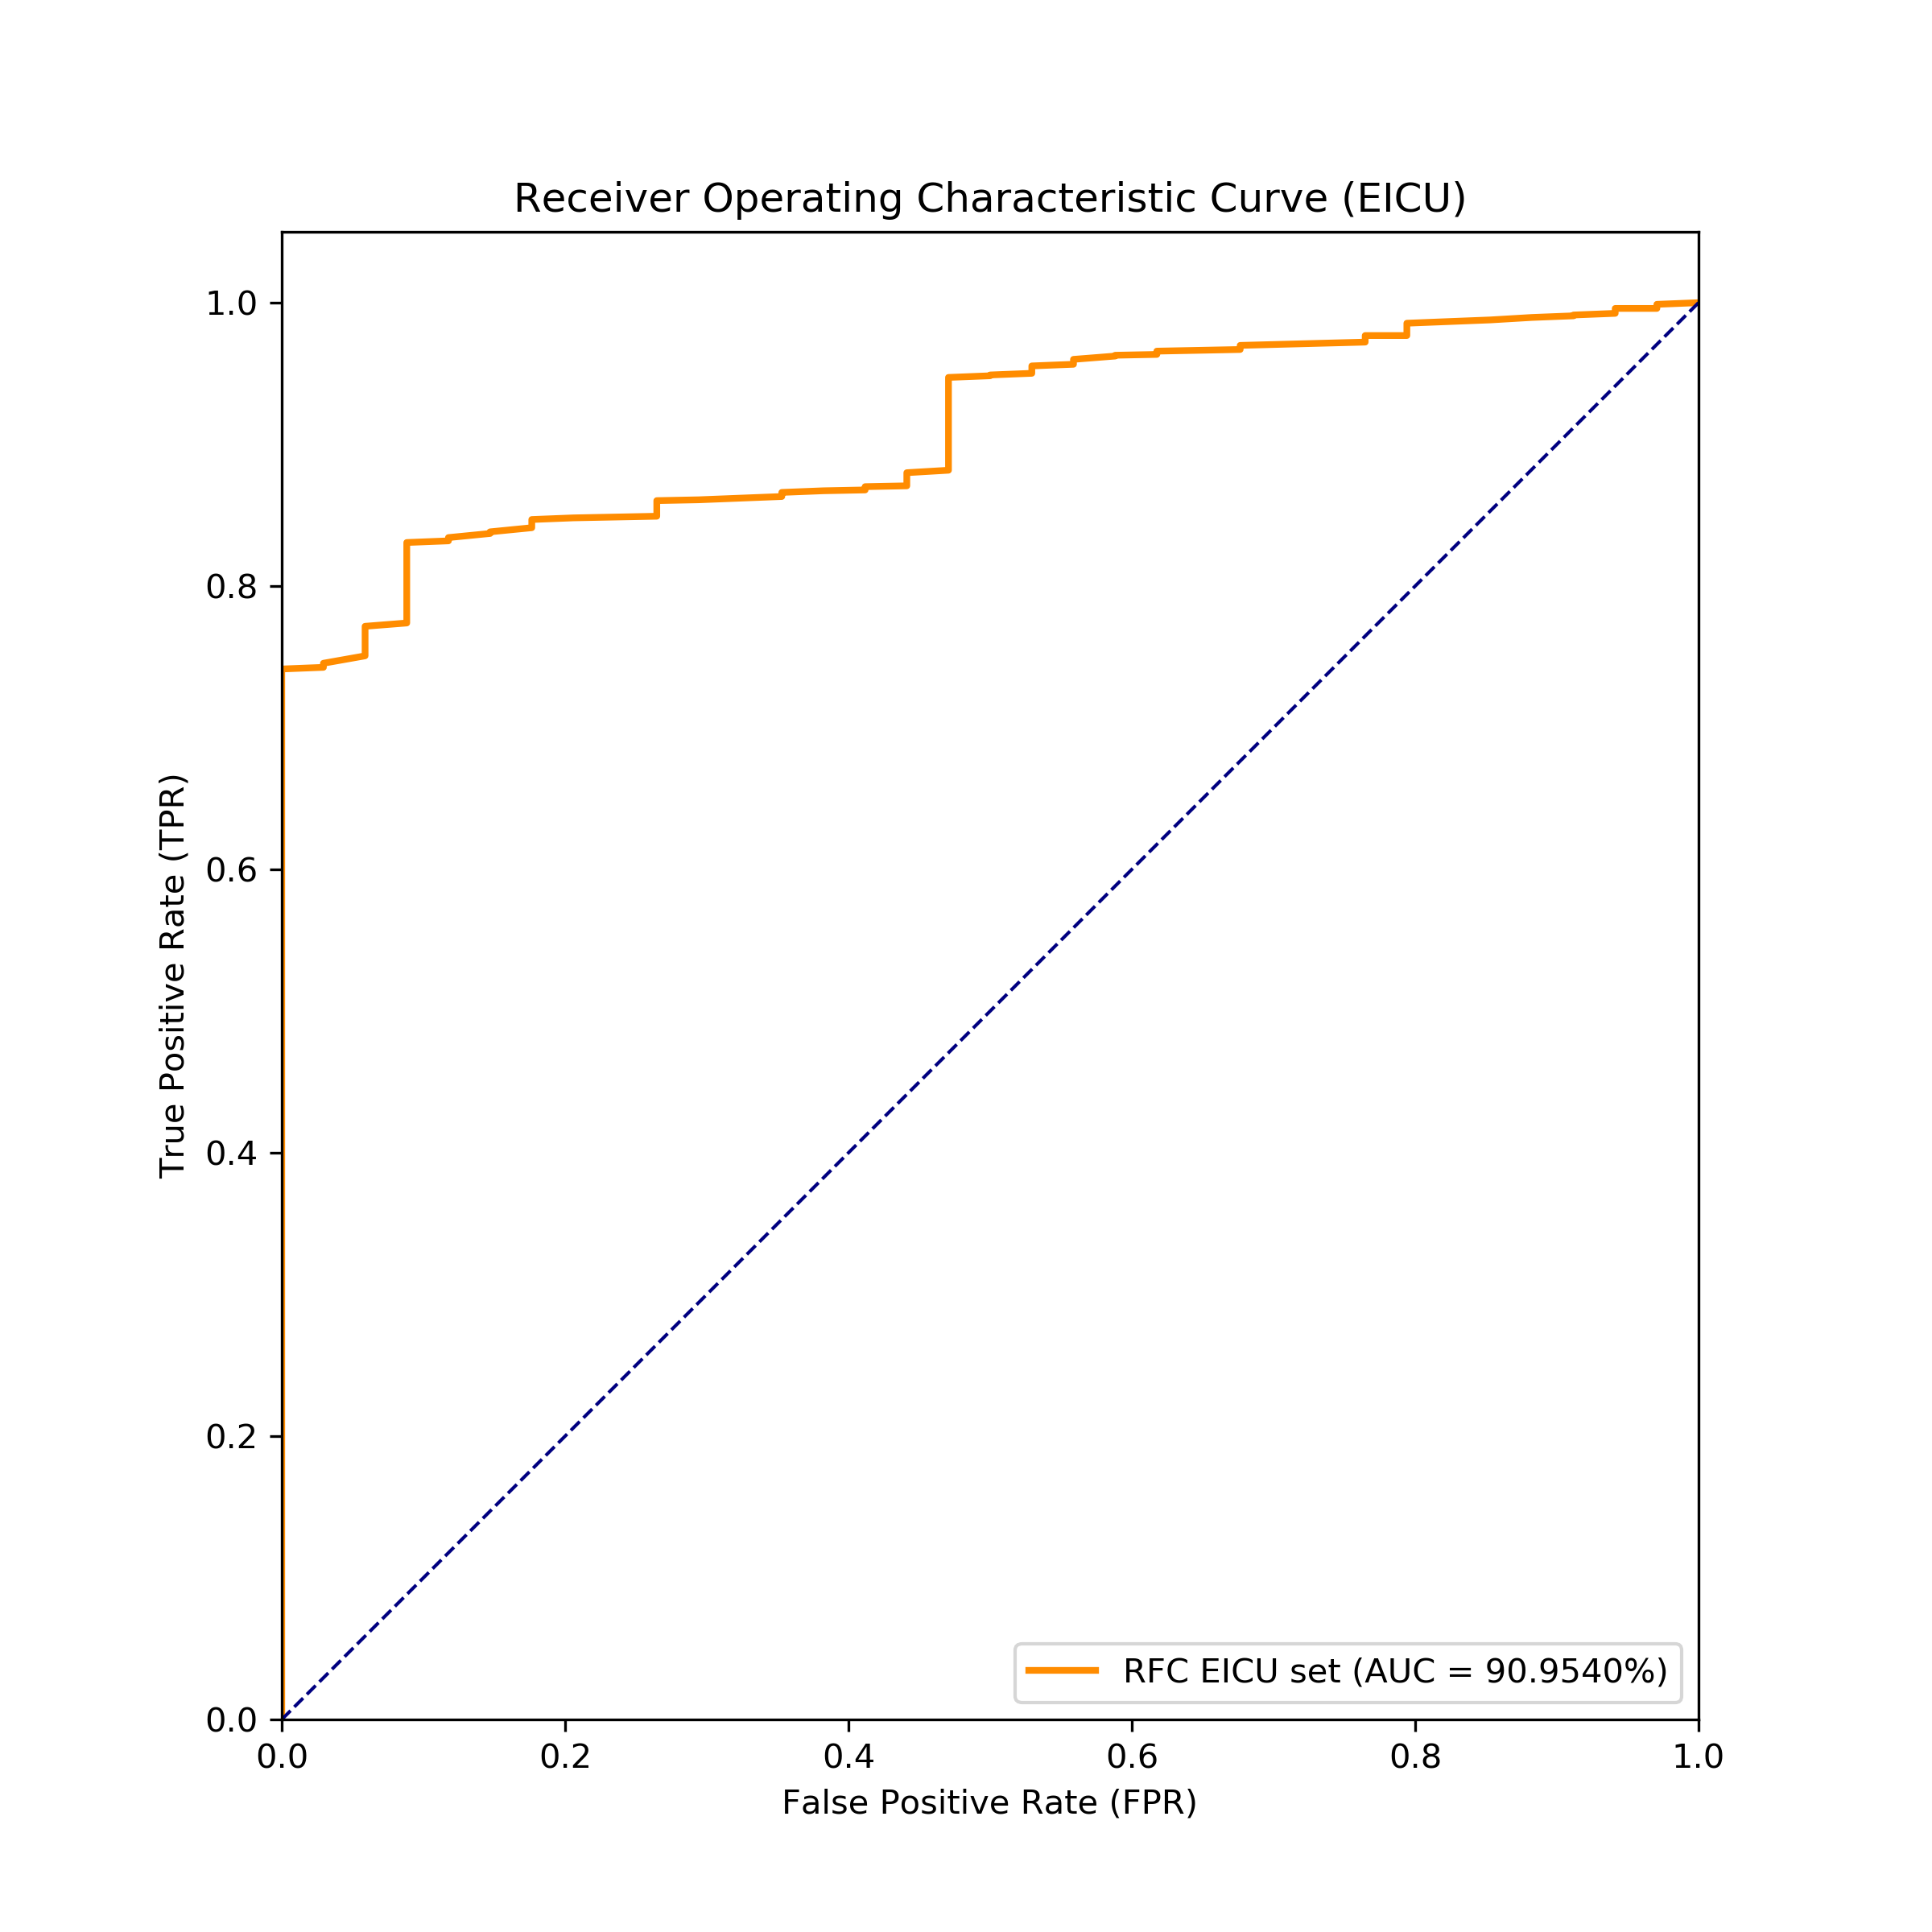 Receiver Operating Characteristic Curve (EICU)
1.0
0.8
0.6
0.4
0.2
0.0
True Positive Rate (TPR)
RFC EICU set (AUC = 90.9540%)
0.0 0.2 0.4 0.6 0.8 1.0
False Positive Rate (FPR)